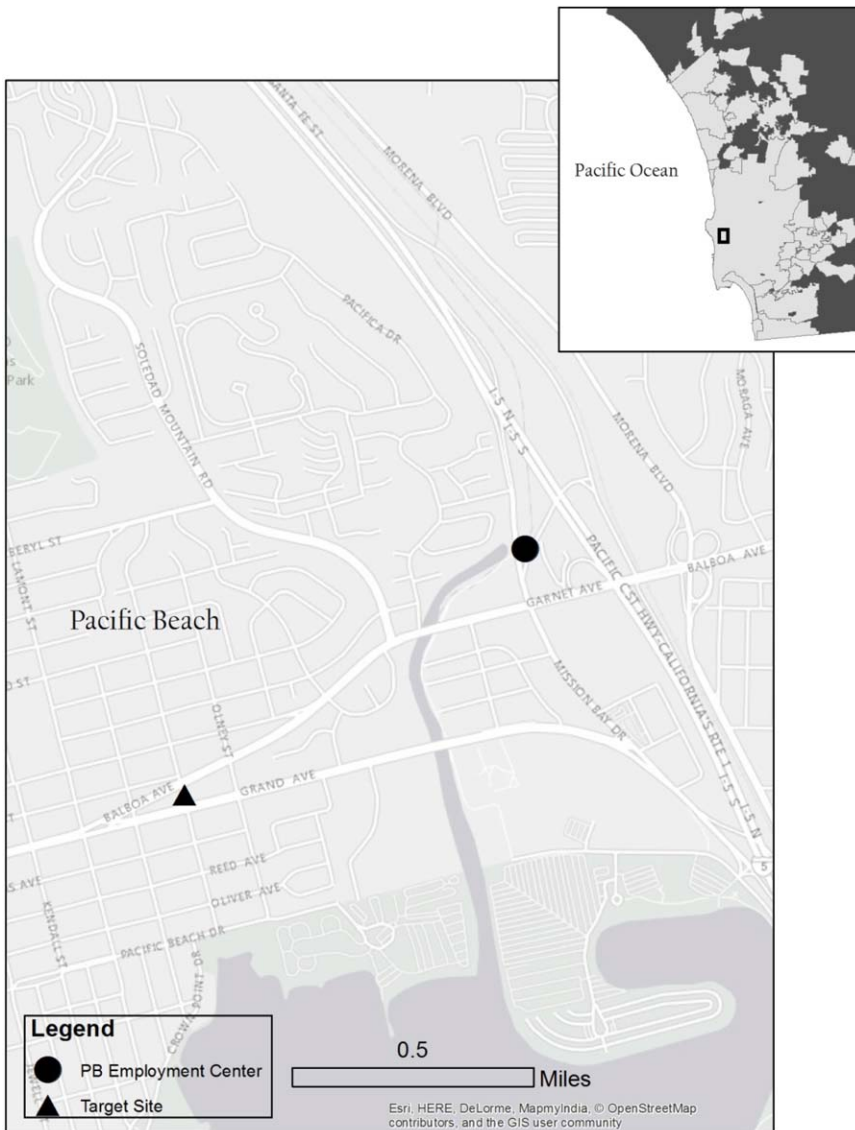 Pacific Ocean
SANTA FE ST
MORENA BLVD
PACIFICA DR
SOLEDAD MOUNTAIN RD
Park
I-5 N I-5 S
MORENA BLVD
MORAGA AVE
BERYL ST
LAMONT ST
PACIFIC CST HWY-CALIFORNIA'S RTE 1
BALBOA AVE
GARNET AVE
Pacific Beach
MISSION BAY DR
OLNEY ST
I-5 S I-5 N
BALBOA AVE
GRAND AVE
REED AVE
OLIVER AVE
5
KENDALL ST
PACIFIC BEACH DR
CROWN POINT DR
JEWELL ST
Legend
PB Employment Center
Target Site
0.5
Miles
Esri, HERE, DeLorme, MapmyIndia, © OpenStreetMap
contributors, and the GIS user community